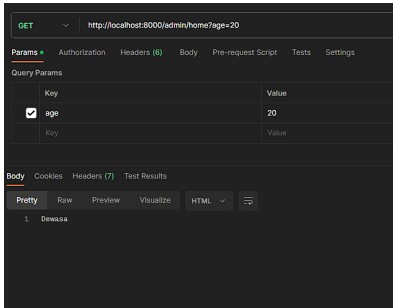 GET http://localhost:8000/admin/home?age=20
Params Authorization Headers (6) Body Pre-request Script Tests Settings
Query Params
Key Value
age 20
Key Value
Body Cookies Headers (7) Test Results
Pretty Raw Preview Visualize HTML
1 Dewasa